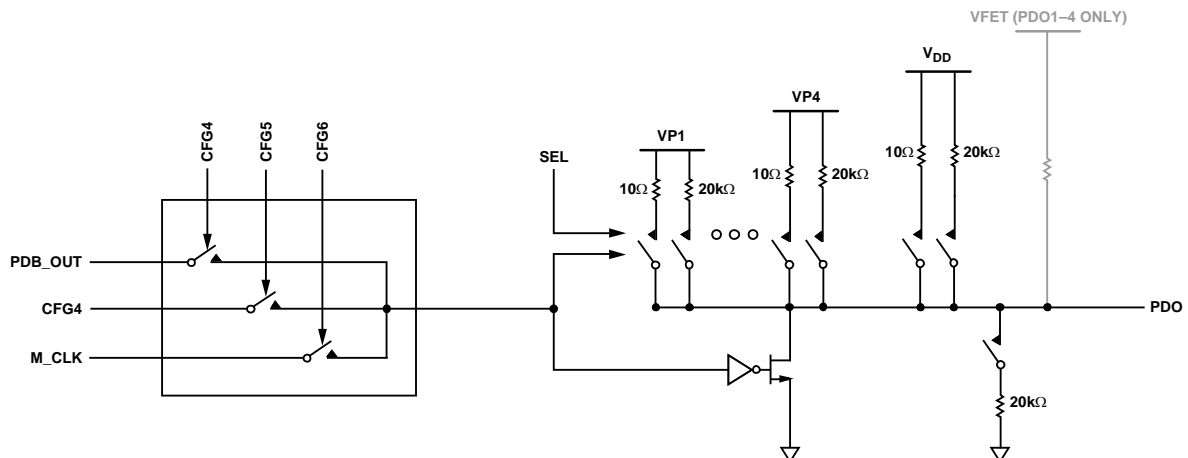 VFET (PDO1–4 ONLY)
VDD
VP4
CFG4
CFG5
CFG6
VP1
SEL
10Ω
20kΩ
10Ω
20kΩ
10Ω
20kΩ
PDB_OUT
CFG4
PDO
M_CLK
20kΩ